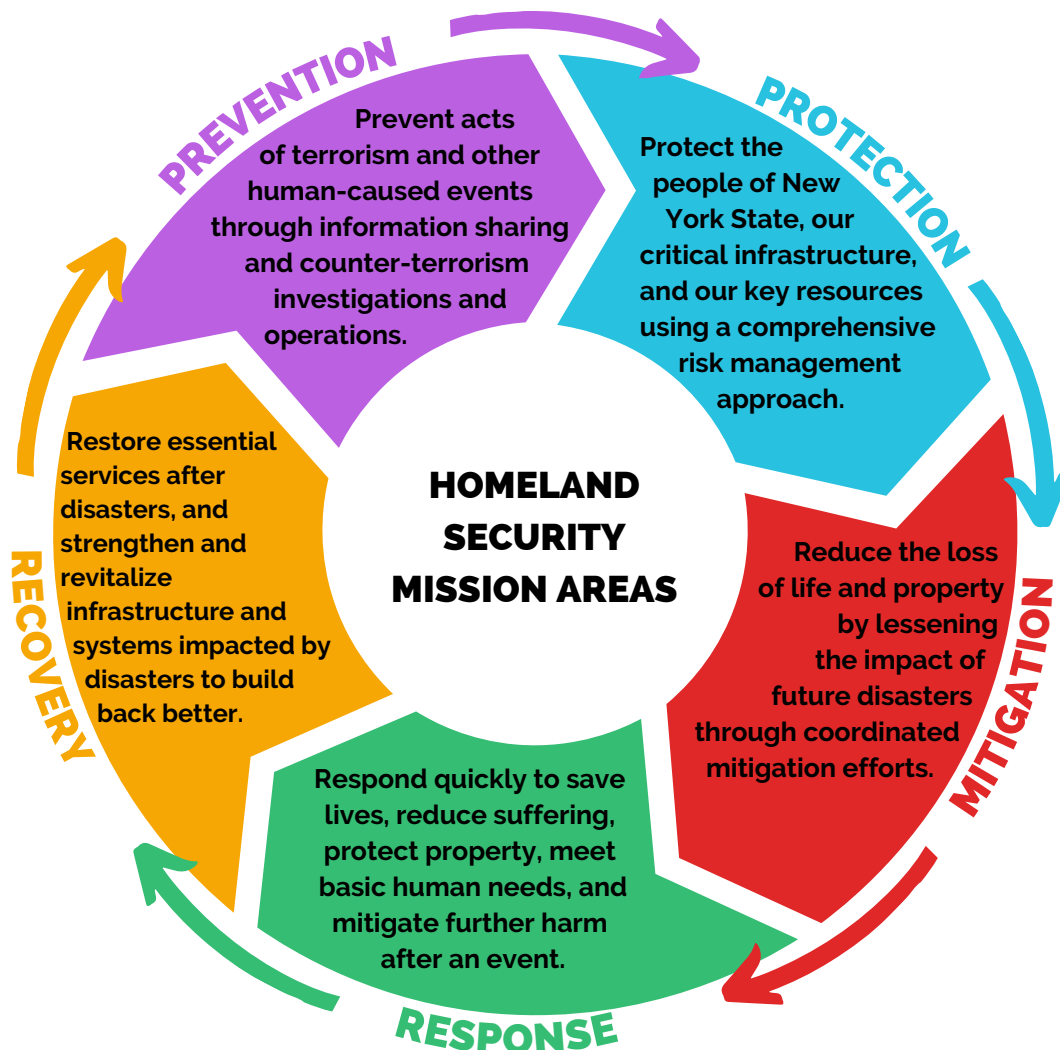 HOMELAND
SECURITY
MISSION AREAS
PREVENTION
Prevent acts
of terrorism and other
human-caused events
through information sharing
and counter-terrorism
investigations and
operations.
PROTECTION
Protect the
people of New
York State, our
critical infrastructure,
and our key resources
using a comprehensive
risk management
approach.
MITIGATION
Reduce the loss
of life and property
by lessening
the impact of
future disasters
through coordinated
mitigation efforts.
RESPONSE
Respond quickly to save
lives, reduce suffering,
protect property, meet
basic human needs, and
mitigate further harm
after an event.
RECOVERY
Restore essential
services after
disasters, and
strengthen and
revitalize
infrastructure and
systems impacted by
disasters to build
back better.